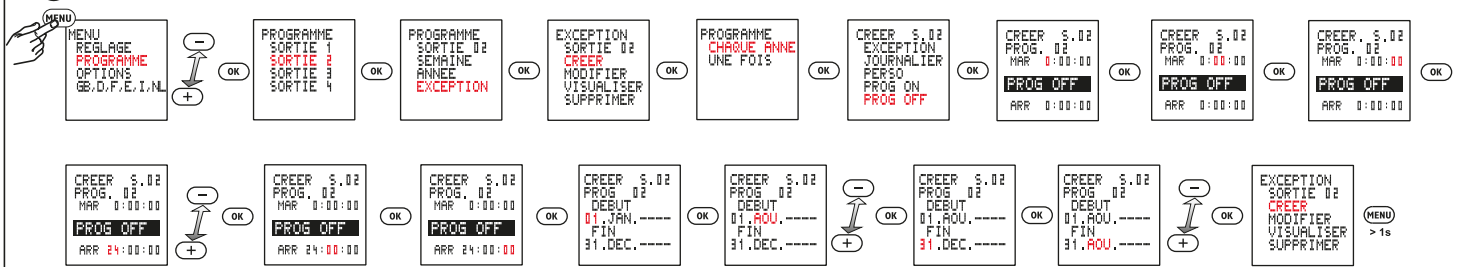 MENU
MENU
REGLAGE
PROGRAMME
OPTIONS
GB,D,F,E,I,NL
−
+
OK
PROGRAMME
SORTIE 1
SORTIE 2
SORTIE 3
SORTIE 4
OK
PROGRAMME
SORTIE 02
SEMAINE
ANNEE
EXCEPTION
OK
EXCEPTION
SORTIE 02
CREER
MODIFIER
VISUALISER
SUPPRIMER
OK
PROGRAMME
CHAQUE ANNE
UNE FOIS
OK
CREER S.02
EXCEPTION
JOURNALIER
PERSO
PROG ON
PROG OFF
OK
CREER S.02
PROG. 02
MAR 0:00:00
PROG OFF
ARR 0:00:00
OK
CREER S.02
PROG. 02
MAR 0:00:00
PROG OFF
ARR 0:00:00
OK
CREER. S.02
PROG. 02
MAR 0:00:00
PROG OFF
ARR 0:00:00
OK
CREER S.02
PROG. 02
MAR 0:00:00
PROG OFF
ARR 24:00:00
−
+
OK
CREER S.02
PROG. 02
MAR 0:00:00
PROG OFF
ARR 24:00:00
OK
CREER S.02
PROG. 02
MAR 0:00:00
PROG OFF
ARR 24:00:00
OK
CREER S.02
PROG 02
DEBUT
01.JAN.----
FIN
31.DEC.----
OK
CREER S.02
PROG 02
DEBUT
01.AOU.----
FIN
31.DEC.----
−
+
OK
CREER S.02
PROG 02
DEBUT
01.AOU.----
FIN
31.DEC.----
OK
CREER S.02
PROG 02
DEBUT
01.AOU.----
FIN
31.AOU.----
−
+
OK
EXCEPTION
SORTIE 02
CREER
MODIFIER
VISUALISER
SUPPRIMER
MENU
> 1s